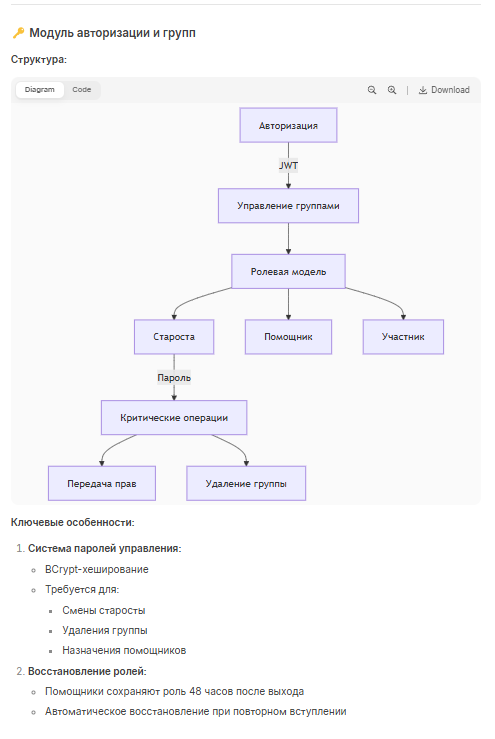 🔑 Модуль авторизации и групп
Структура:
Diagram Code Download
Авторизация
JWT
Управление группами
Ролевая модель
Староста Помощник Участник
Пароль
Критические операции
Передача прав Удаление группы
Ключевые особенности:
1. Система паролей управления:
BCrypt-хеширование
Требуется для:
Смены старосты
Удаления группы
Назначения помощников
2. Восстановление ролей:
Помощники сохраняют роль 48 часов после выхода
Автоматическое восстановление при повторном вступлении